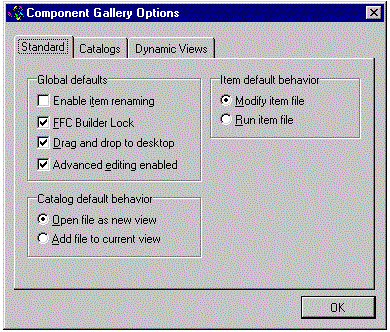 Component Gallery Options
Standard
Catalogs
Dynamic Views
Global defaults
Enable item renaming
FFC Builder Lock
Drag and drop to desktop
Advanced editing enabled
Catalog default behavior
Open file as new view
Add file to current view
Item default behavior
Modify item file
Run item file
OK